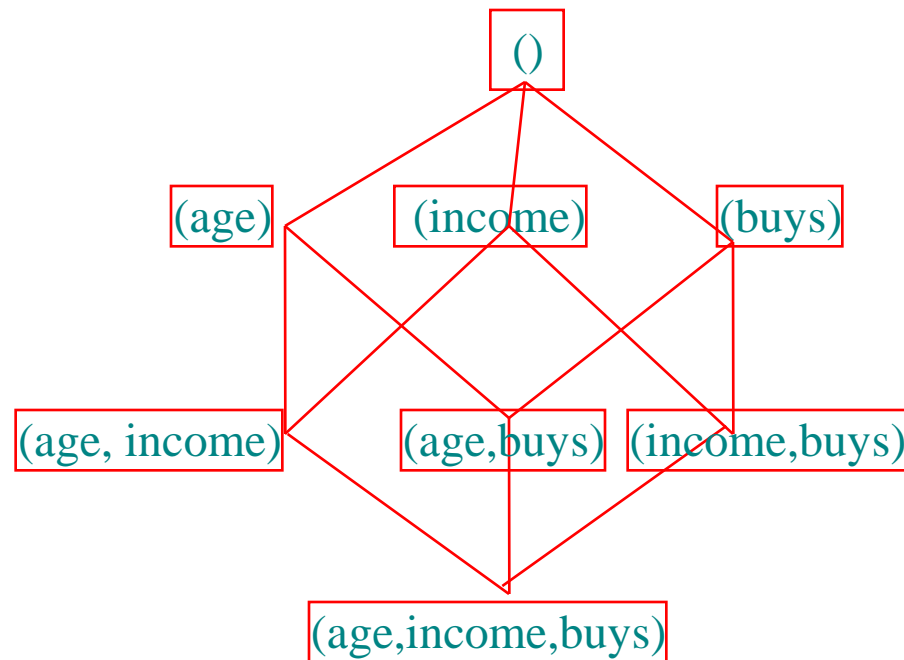 ()
(age) (income) (buys)
(age, income) (age,buys) (income,buys)
(age,income,buys)